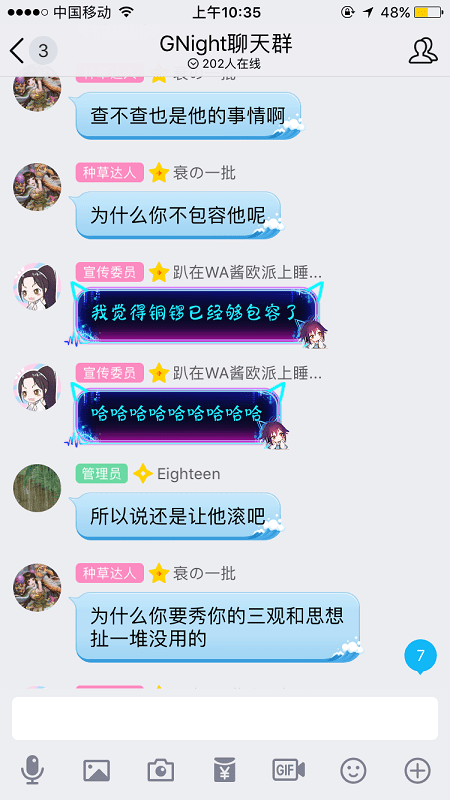 中国移动
上午10:35
48%
3
GNight聊天群
202人在线
种草达人
查不查也是他的事情啊
种草达人 衰の一批
为什么你不包容他呢
宣传委员 趴在WA酱欧派上睡...
我觉得铜锣已经够包容了
宣传委员 趴在WA酱欧派上睡...
哈哈哈哈哈哈哈哈哈
管理员 Eighteen
所以说还是让他滚吧
种草达人 衰の一批
为什么你要秀你的三观和思想
扯一堆没用的
7
¥
GIF